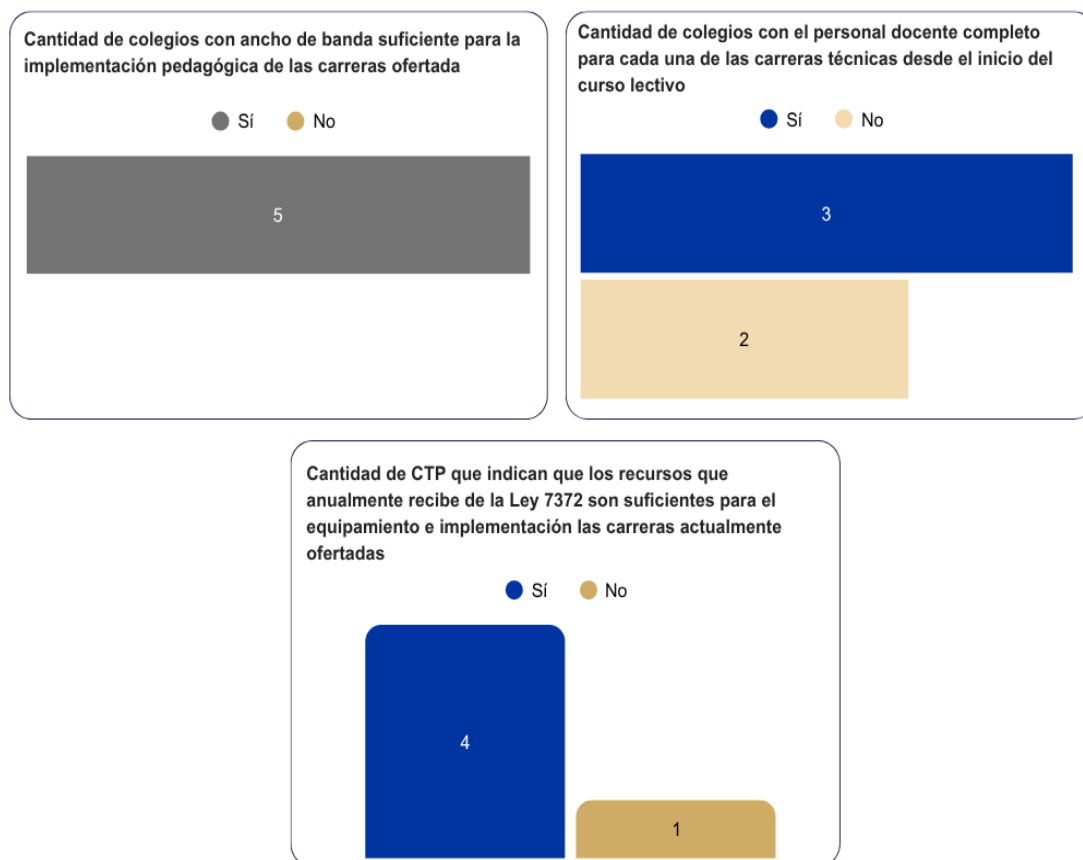 Cantidad de colegios con ancho de banda suficiente para la
implementación pedagógica de las carreras ofertada
Sí No
5
Cantidad de colegios con el personal docente completo
para cada una de las carreras técnicas desde el inicio del
curso lectivo
Sí No
3
2
Cantidad de CTP que indican que los recursos que
anualmente recibe de la Ley 7372 son suficientes para el
equipamiento e implementación las carreras actualmente
ofertadas
Sí No
4
1